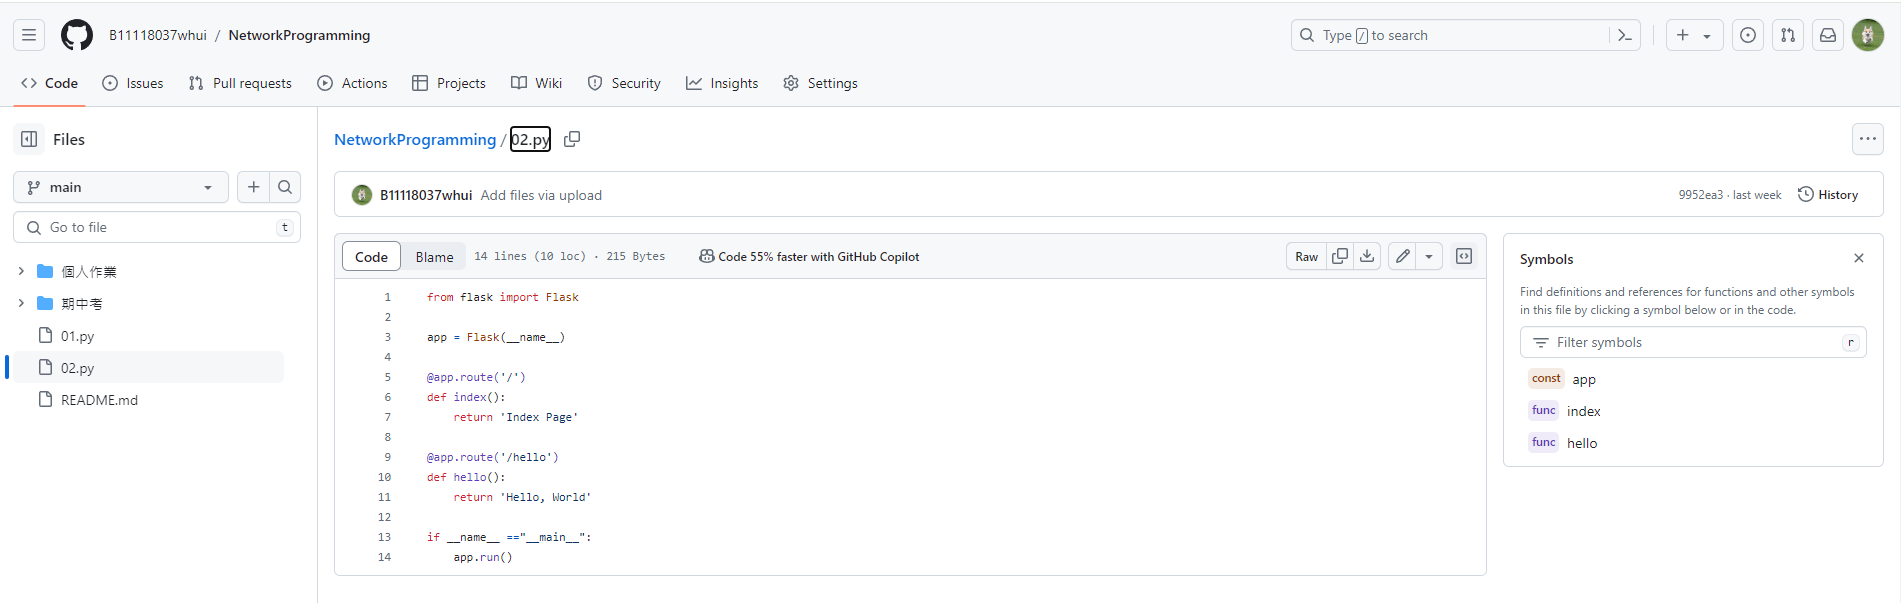 B11118037whui / NetworkProgramming
Type / to search
Code Issues Pull requests Actions Projects Wiki Security Insights Settings
Files
main
Go to file t
個人作業
期中考
01.py
02.py
README.md
NetworkProgramming / 02.py
B11118037whui Add files via upload
9952ea3 · last week History
Code Blame 14 lines (10 loc) · 215 Bytes Code 55% faster with GitHub Copilot Raw
1 from flask import Flask
2
3 app = Flask(__name__)
4
5 @app.route('/')
6 def index():
7     return 'Index Page'
8
9 @app.route('/hello')
10 def hello():
11     return 'Hello, World'
12
13 if __name__ =="__main__":
14     app.run()
Symbols
Find definitions and references for functions and other symbols
in this file by clicking a symbol below or in the code.
Filter symbols r
const app
func index
func hello